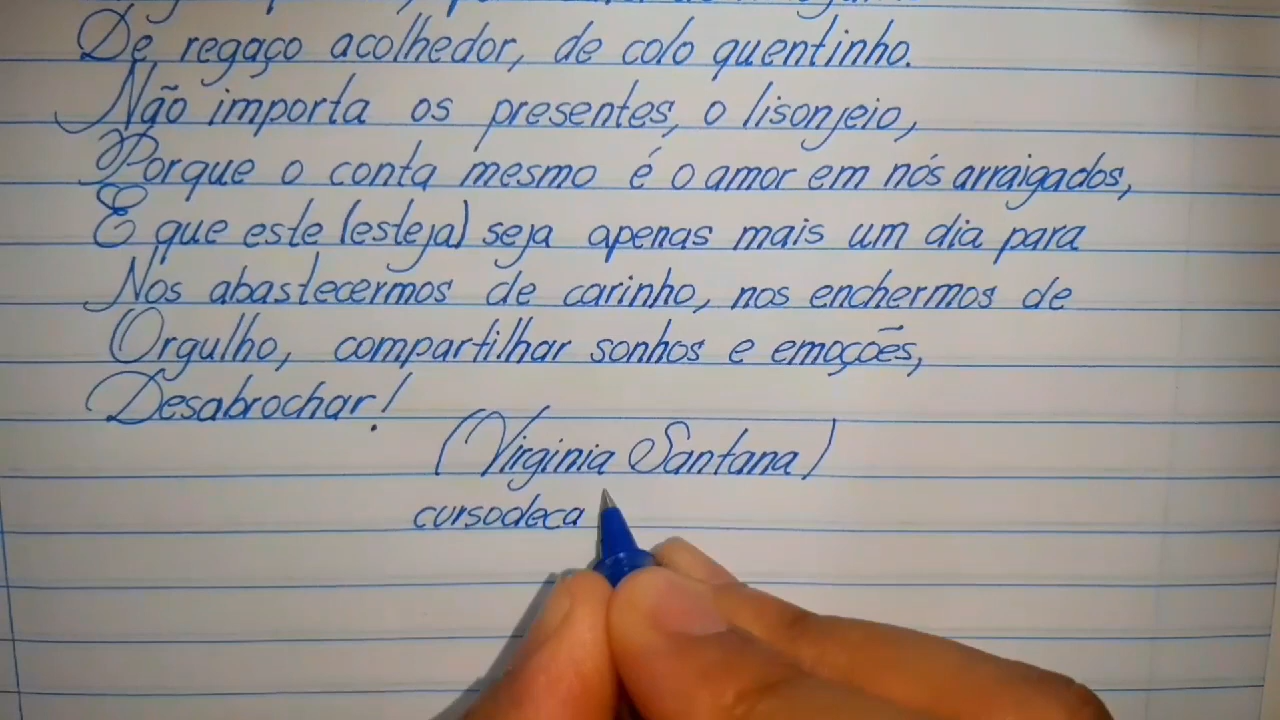 De regaço acolhedor, de colo quentinho.
Não importa os presentes, o lisonjeio,
Porque o conta mesmo é o amor em nós arraigados,
E que este (esteja) seja apenas mais um dia para
Nos abastecermos de carinho, nos enchermos de
Orgulho, compartilhar sonhos e emoções,
Desabrochar!
(Virginia Santana)
cursodeca